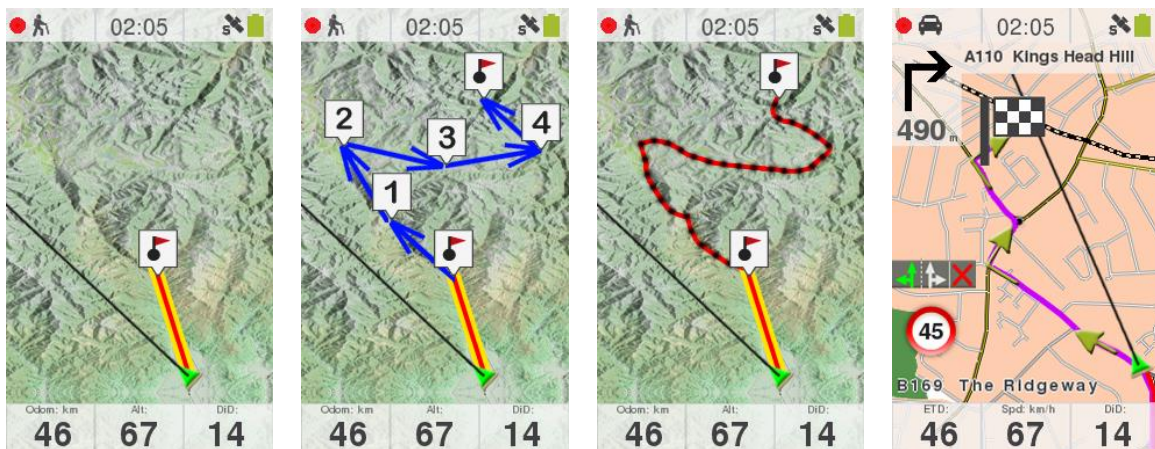 02:05
S
Odom: km
Alt:
DiD:
46
67
14
02:05
S
2
3
4
1
Odom: km
Alt:
DiD:
46
67
14
02:05
S
Odom: km
Alt:
DiD:
46
67
14
02:05
S
A110 Kings Head Hill
490 m
45
B169 The Ridgeway
ETD:
Spd: km/h
DiD:
46
67
14